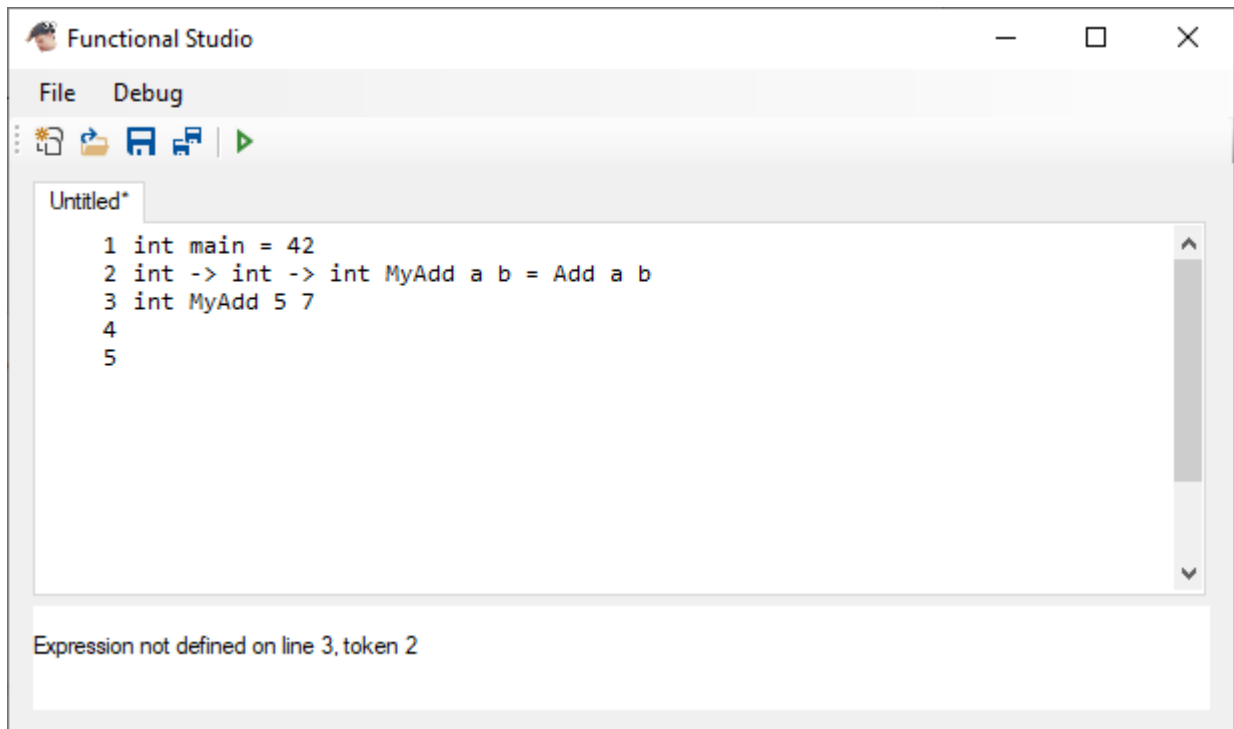 Functional Studio
File Debug
Untitled*
1 int main = 42
2 int -> int -> int MyAdd a b = Add a b
3 int MyAdd 5 7
4
5
Expression not defined on line 3, token 2